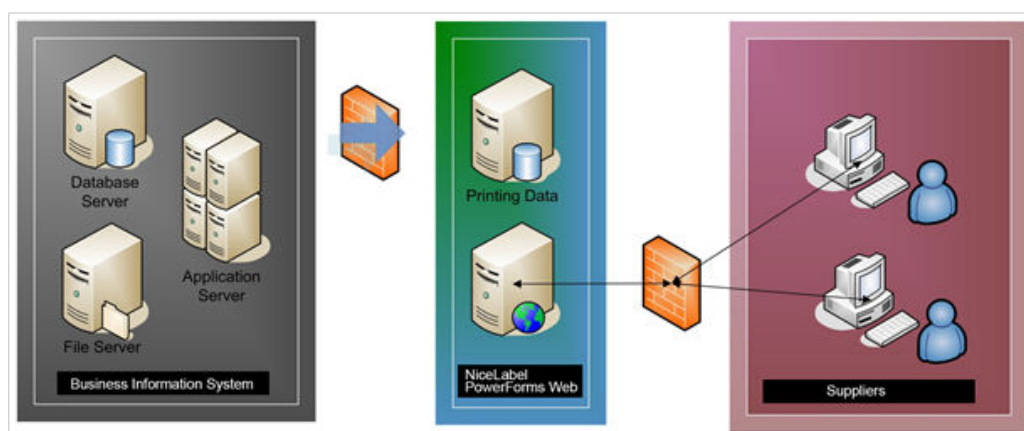 Database
Server
Application
Server
File Server
Business Information System
Printing Data
NiceLabel
PowerForms Web
Suppliers